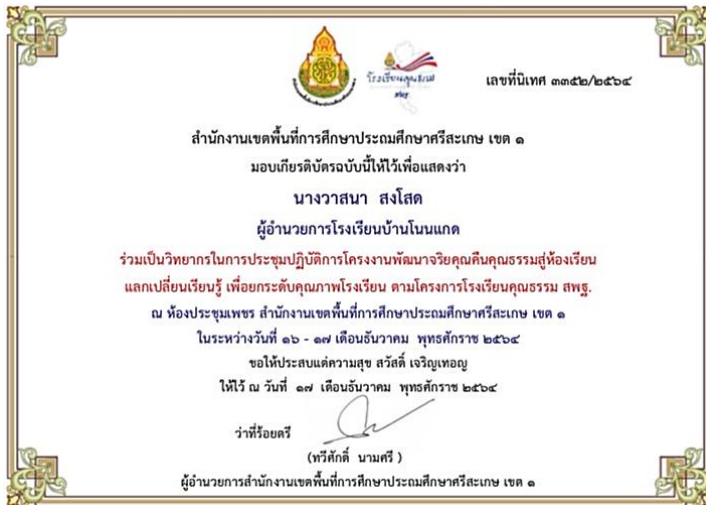 โรงเรียนคุณธรรม
สพฐ.
เลขที่นิเทศ ๓๓๕๒/๒๕๖๔
สำนักงานเขตพื้นที่การศึกษาประถมศึกษาศรีสะเกษ เขต ๑
มอบเกียรติบัตรฉบับนี้ให้ไว้เพื่อแสดงว่า
นางวาสนา สงโสด
ผู้อำนวยการโรงเรียนบ้านโนนแกด
ร่วมเป็นวิทยากรในการประชุมปฏิบัติการโครงงานพัฒนาจริยคุณคืนคุณธรรมสู่ห้องเรียน
แลกเปลี่ยนเรียนรู้ เพื่อยกระดับคุณภาพโรงเรียน ตามโครงการโรงเรียนคุณธรรม สพฐ.
ณ ห้องประชุมเพชร สำนักงานเขตพื้นที่การศึกษาประถมศึกษาศรีสะเกษ เขต ๑
ในระหว่างวันที่ ๑๖ - ๑๗ เดือนธันวาคม พุทธศักราช ๒๕๖๔
ขอให้ประสบแต่ความสุข สวัสดิ์ เจริญเทอญ
ให้ไว้ ณ วันที่ ๑๗ เดือนธันวาคม พุทธศักราช ๒๕๖๔
ว่าที่ร้อยตรี
(ทวีศักดิ์ นามศรี )
ผู้อำนวยการสำนักงานเขตพื้นที่การศึกษาประถมศึกษาศรีสะเกษ เขต ๑